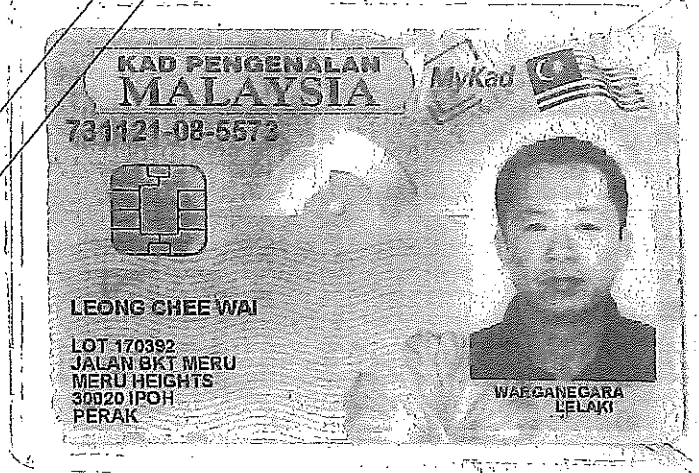 KAD PENGENALAN
MALAYSIA
MyKad
731121-08-5573
LEONG CHEE WAI
LOT 170392
JALAN BKT MERU
MERU HEIGHTS
30020 IPOH
PERAK
WARGANEGARA
LELAKI